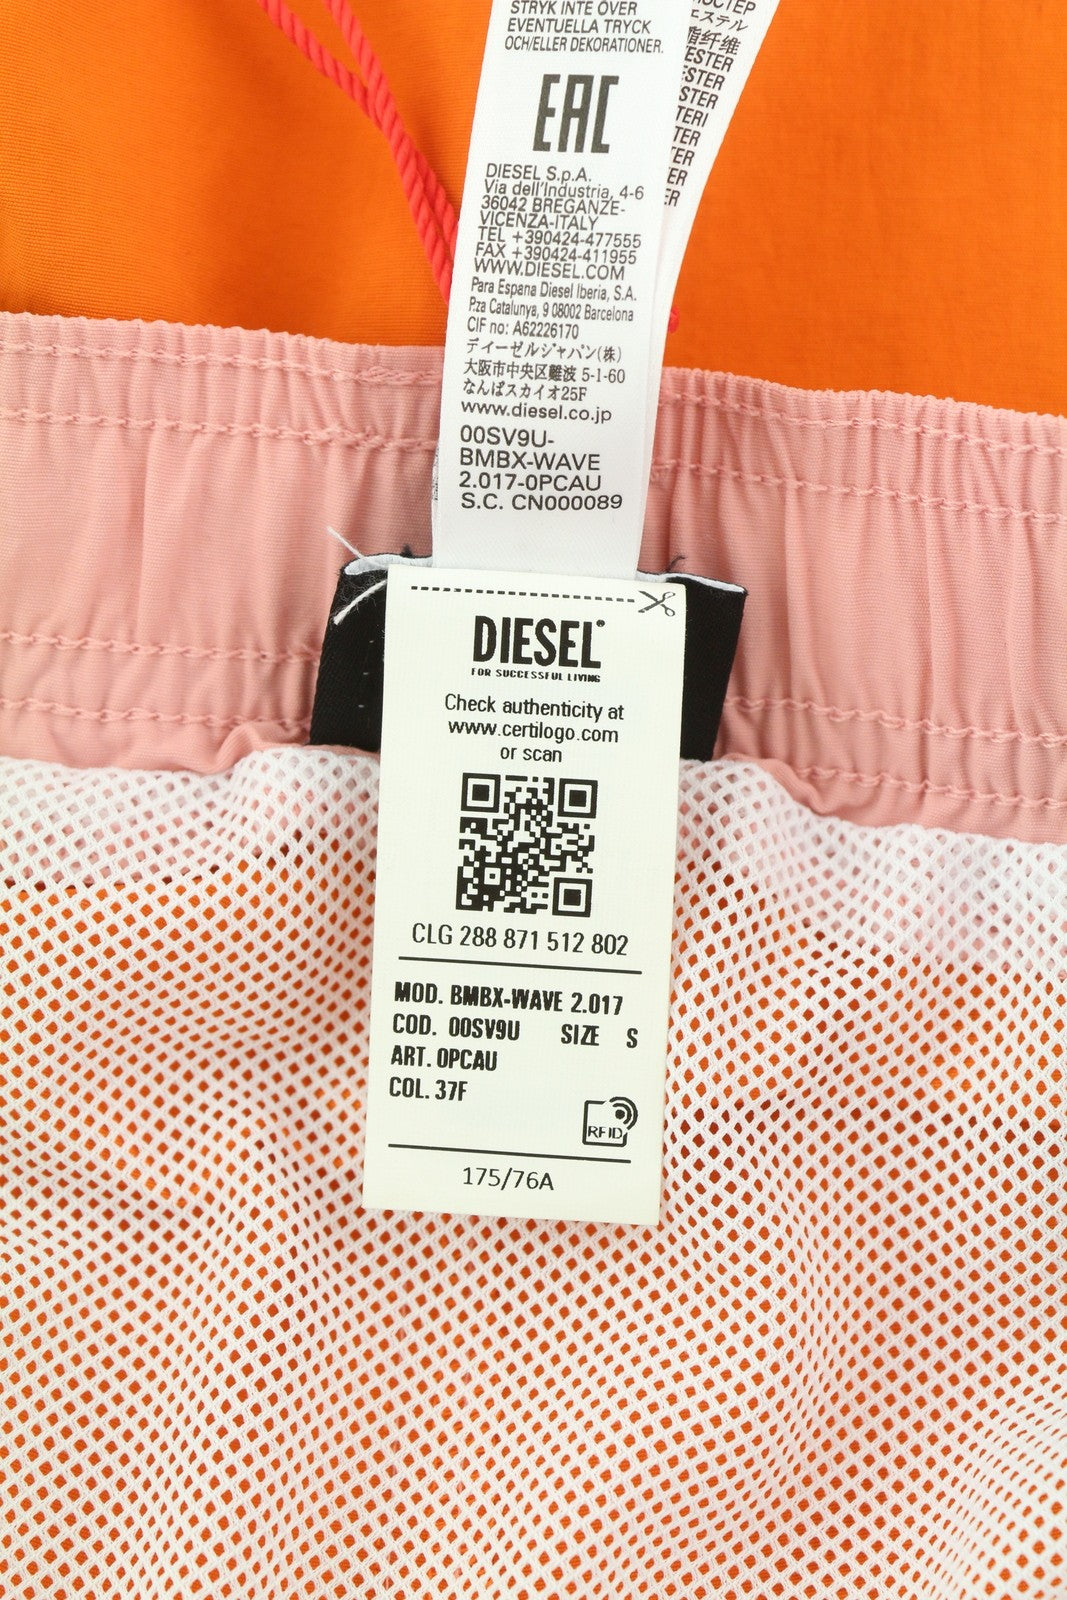 STRYK INTE ÖVER
EVENTUELLA TRYCK
OCH/ELLER DEKORATIONER.
EAC
DIESEL S.p.A.
Via dell'Industria, 4-6
36042 BREGANZE-
VICENZA-ITALY
TEL +390424-477555
FAX +390424-411955
WWW.DIESEL.COM
Para Espana Diesel Iberia, S.A.
Pza Catalunya, 9 08002 Barcelona
CIF no: A62226170
ディーゼルジャパン(株)
大阪市中央区難波 5-1-60
なんばスカイオ25F
www.diesel.co.jp
00SV9U-
BMBX-WAVE
2.017-0PCAU
S.C. CN000089
DIESEL
FOR SUCCESSFUL LIVING
Check authenticity at
www.certilogo.com
or scan
CLG 288 871 512 802
MOD. BMBX-WAVE 2.017
COD. 00SV9U SIZE S
ART. 0PCAU
COL. 37F
RFID
175/76A